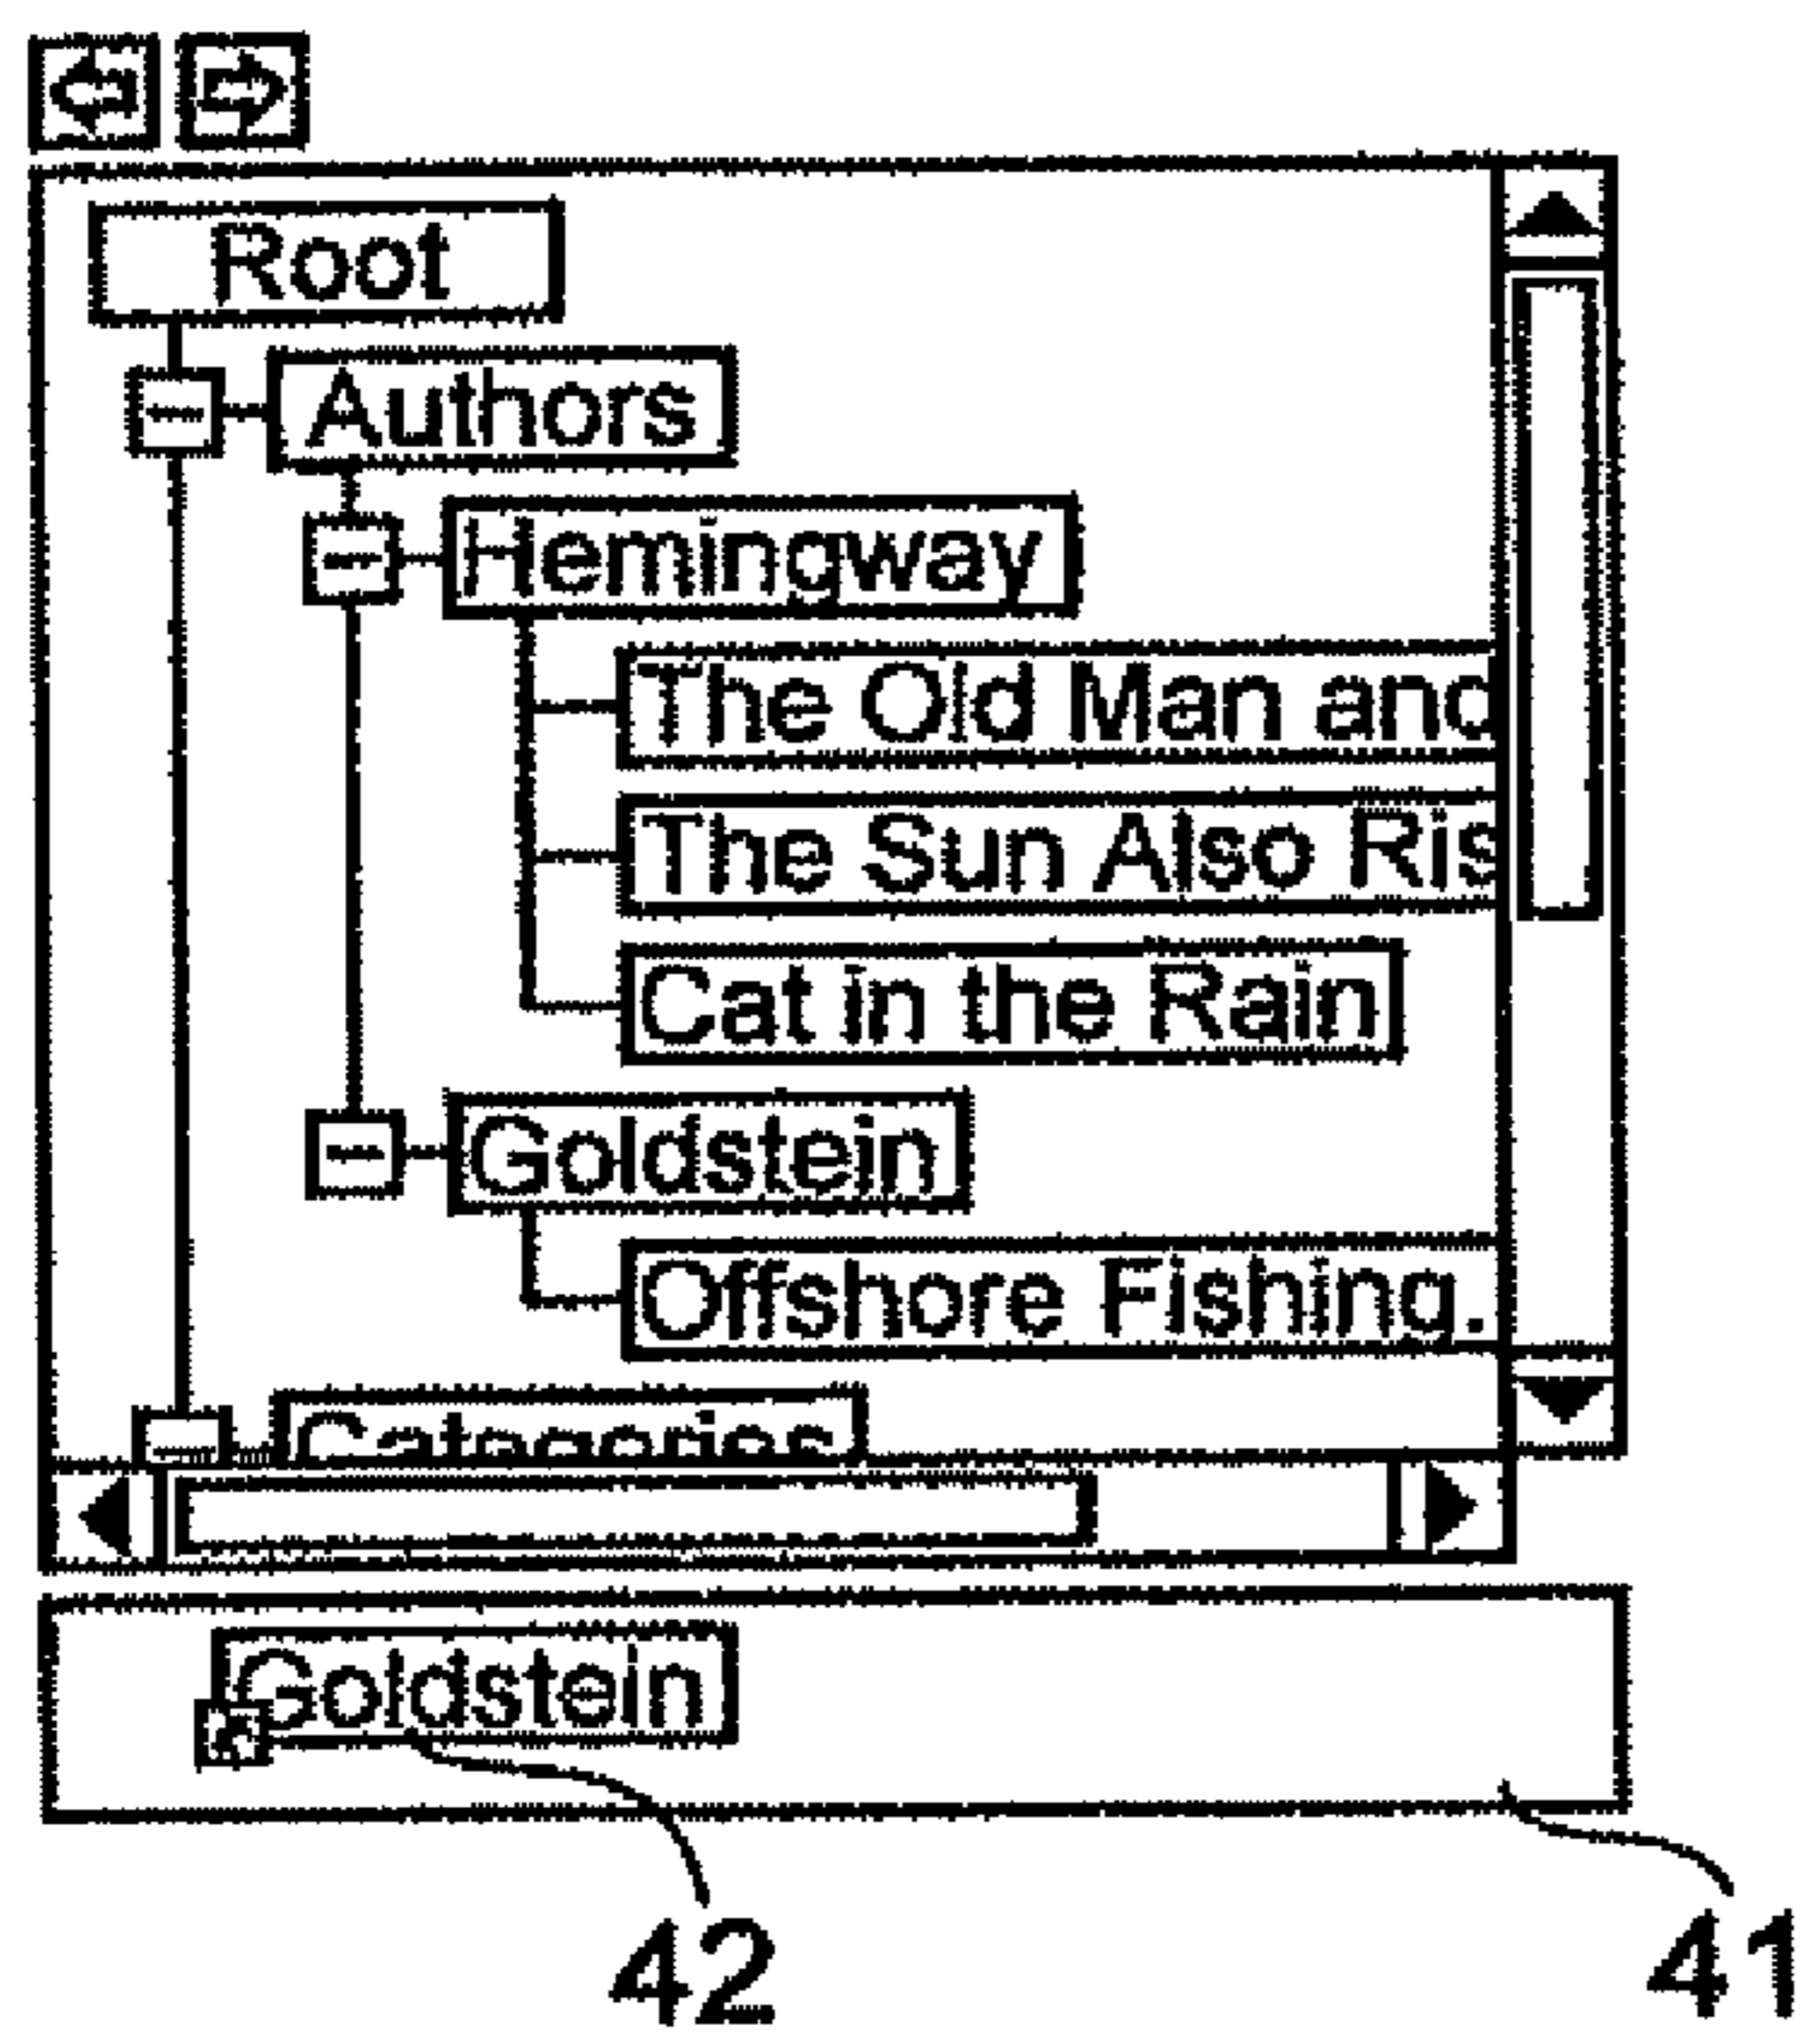 Root
Authors
Hemingway
The Old Man and
The Sun Also Ris
Cat in the Rain
Goldstein
Offshore Fishing.
Categories
Goldstein
42
41